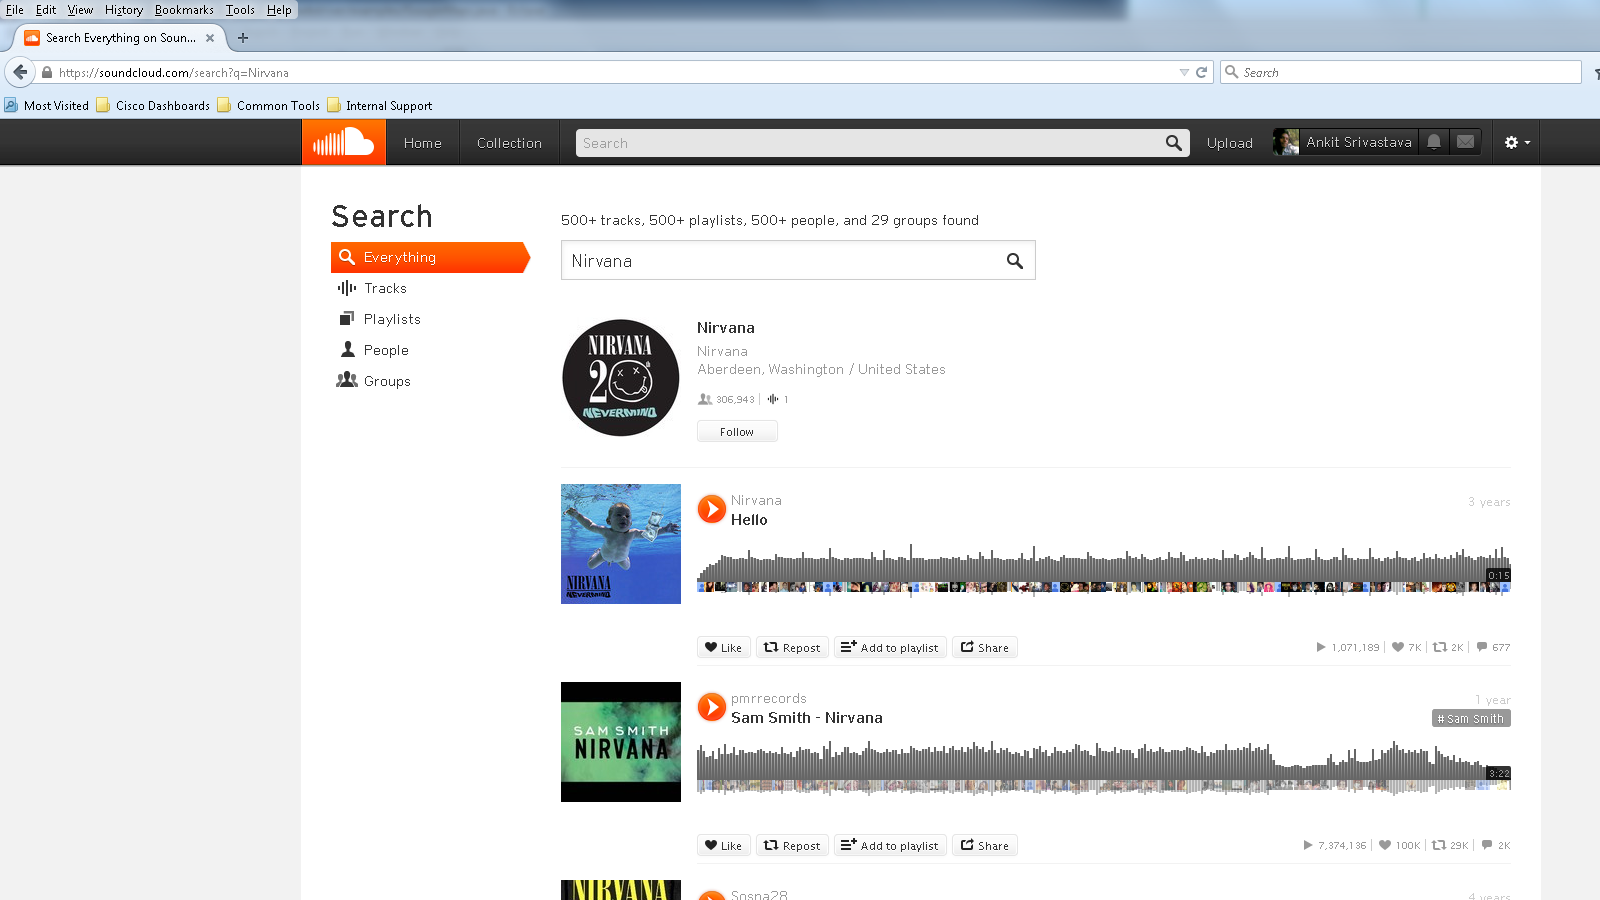 File Edit View History Bookmarks Tools Help
Search Everything on Soun...
https://soundcloud.com/search?q=Nirvana
Search
Most Visited Cisco Dashboards Common Tools Internal Support
Home Collection Search Upload Ankit Srivastava
Search
Everything
Tracks
Playlists
People
Groups
500+ tracks, 500+ playlists, 500+ people, and 29 groups found
Nirvana
NIRVANA
20th
NEVERMIND
Nirvana
Nirvana
Aberdeen, Washington / United States
306,943 1
Follow
NIRVANA
NEVERMIND
Nirvana
3 years
Hello
0:15
Like Repost Add to playlist Share
1,071,189 7K 2K 677
SAM SMITH
NIRVANA
pmrrecords
1 year
Sam Smith - Nirvana
# Sam Smith
3:22
Like Repost Add to playlist Share
7,374,136 100K 29K 2K
NIRVANA
Sosna28
4 years